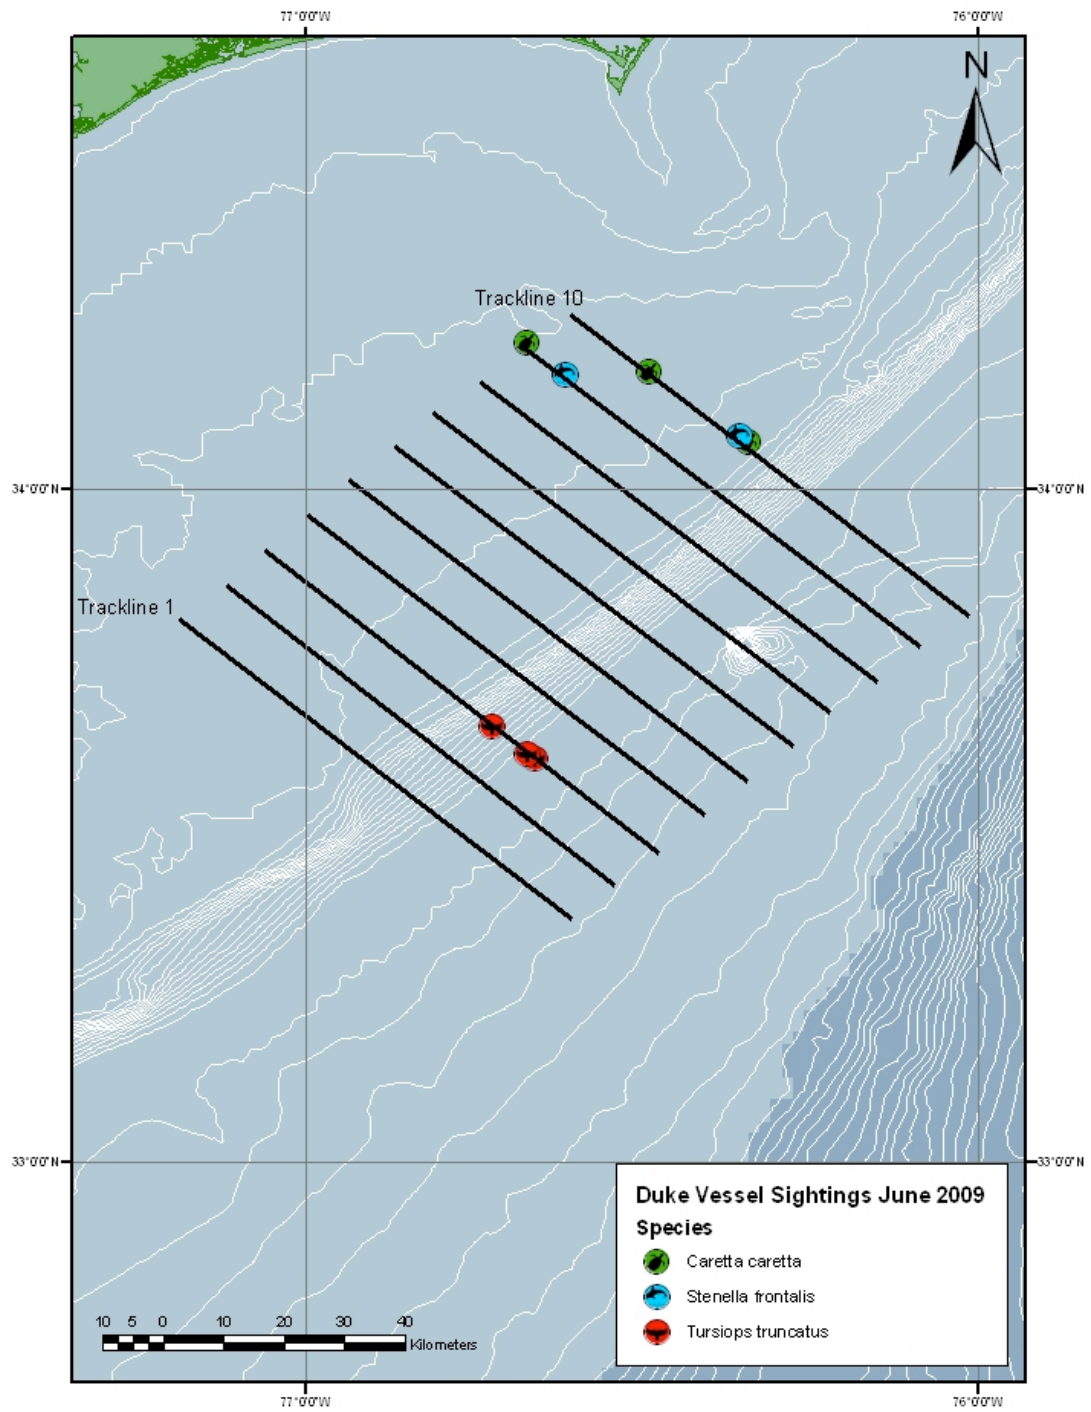 77°0'0"W 76°0'0"W
N
Trackline 10
34°0'0"N 34°0'0"N
Trackline 1
33°0'0"N 33°0'0"N
Duke Vessel Sightings June 2009
Species
Caretta caretta
Stenella frontalis
Tursiops truncatus
10 5 0 10 20 30 40
Kilometers
77°0'0"W 76°0'0"W